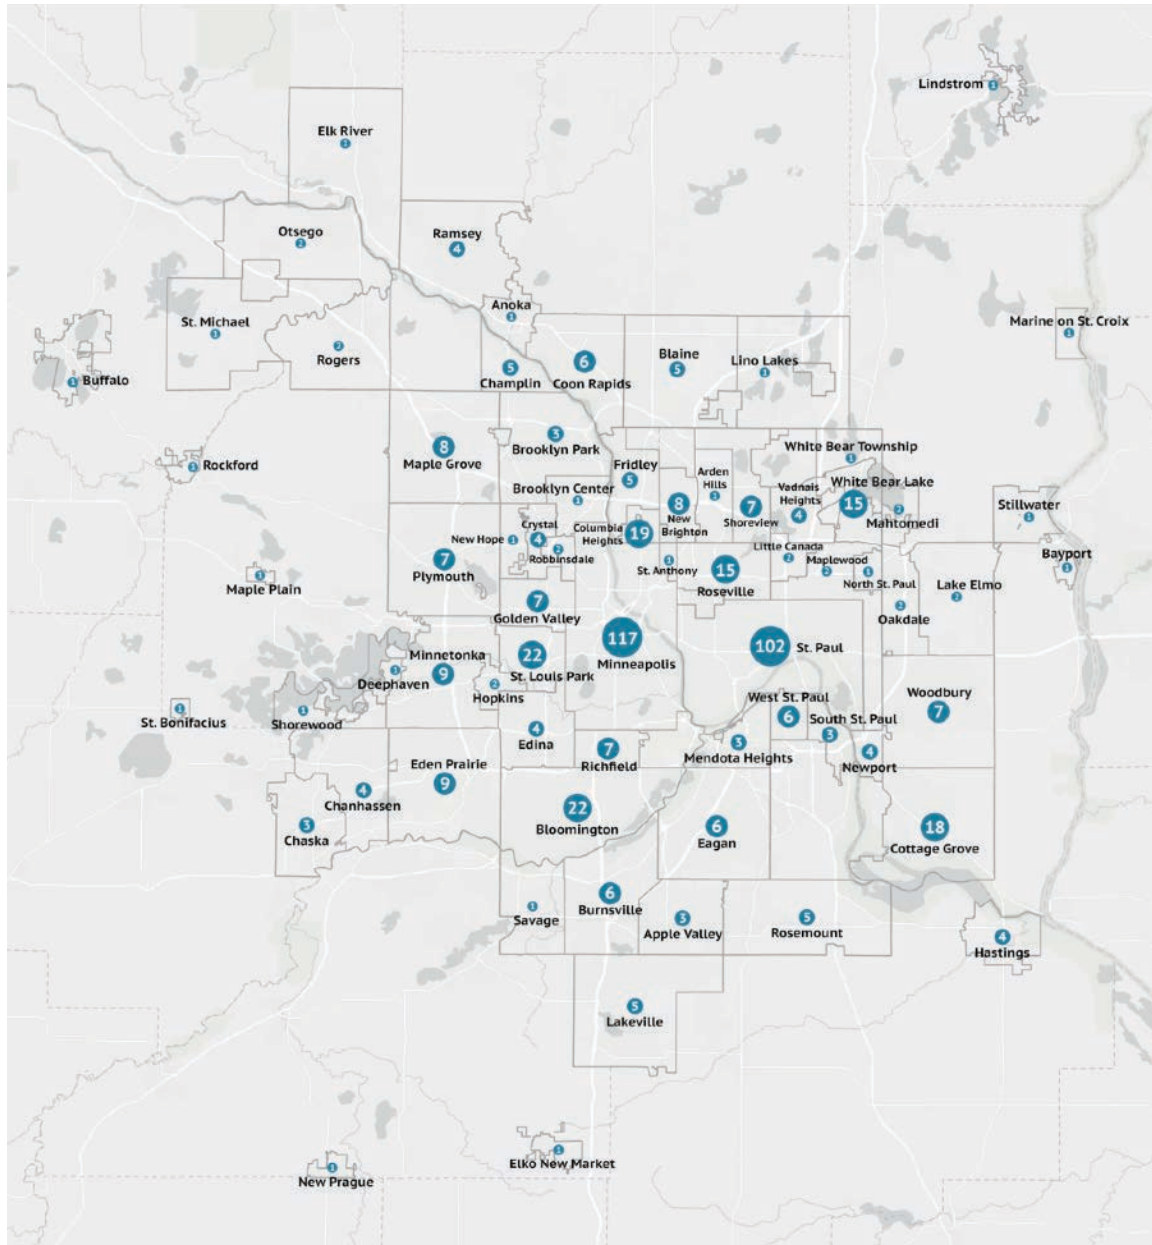 Lindstrom
1
Elk River
1
Otsego
2
Ramsey
4
Anoka
1
St. Michael
1
Rogers
2
Marine on St. Croix
1
Buffalo
1
Champlin
5
Coon Rapids
6
Blaine
5
Lino Lakes
1
Maple Grove
8
Brooklyn Park
3
White Bear Township
1
Rockford
1
Fridley
5
Brooklyn Center
1
Arden
Hills
1
Vadnais
Heights
4
White Bear Lake
15
Mahtomedi
2
Stillwater
1
8
New
Brighton
7
Shoreview
Columbia
Heights
19
Crystal
4
New Hope
1
2
Robbinsdale
St. Anthony
1
Little Canada
2
Maplewood
2
North St. Paul
1
Bayport
1
Maple Plain
1
7
Plymouth
15
Roseville
Lake Elmo
2
2
Oakdale
7
Golden Valley
117
Minneapolis
102
St. Paul
22
St. Louis Park
Minnetonka
9
1
Deephaven
2
Hopkins
St. Bonifacius
1
1
Shorewood
West St. Paul
6
South St. Paul
3
Woodbury
7
4
Edina
7
Richfield
3
Mendota Heights
4
Newport
Eden Prairie
9
4
Chanhassen
3
Chaska
22
Bloomington
6
Eagan
18
Cottage Grove
1
Savage
6
Burnsville
3
Apple Valley
5
Rosemount
4
Hastings
5
Lakeville
1
Elko New Market
1
New Prague